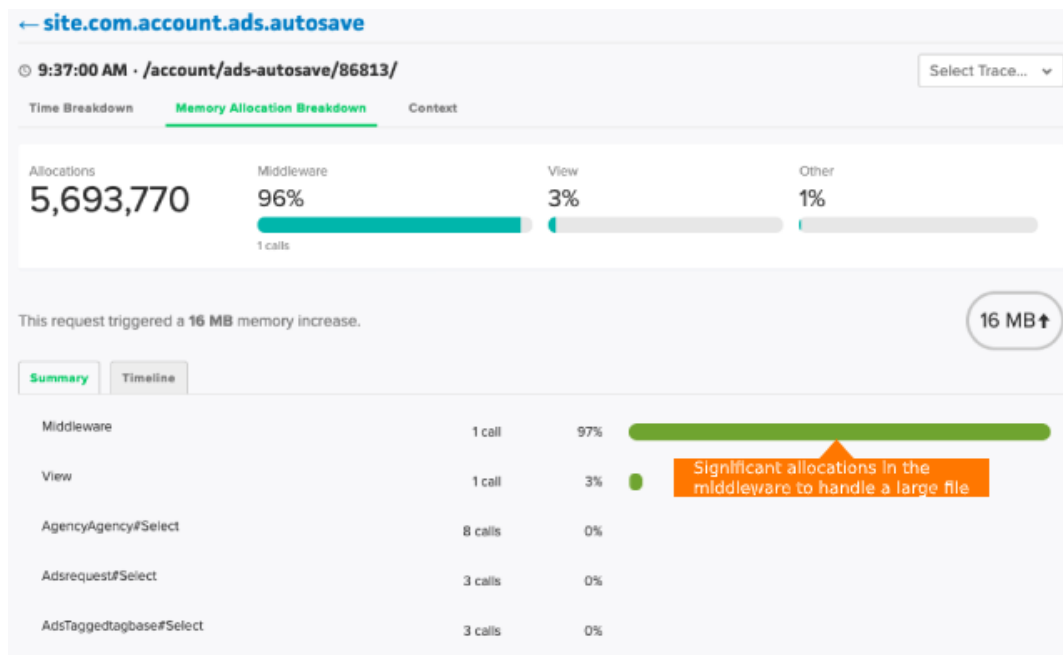 ← site.com.account.ads.autosave
9:37:00 AM · /account/ads-autosave/86813/
Select Trace...
Time Breakdown Memory Allocation Breakdown Context
Allocations Middleware View Other
5,693,770 96% 3% 1%
1 calls
This request triggered a 16 MB memory increase.
16 MB↑
Summary Timeline
Middleware 1 call 97%
Significant allocations in the
middleware to handle a large file
View 1 call 3%
AgencyAgency#Select 8 calls 0%
Adsrequest#Select 3 calls 0%
AdsTaggedtagbase#Select 3 calls 0%